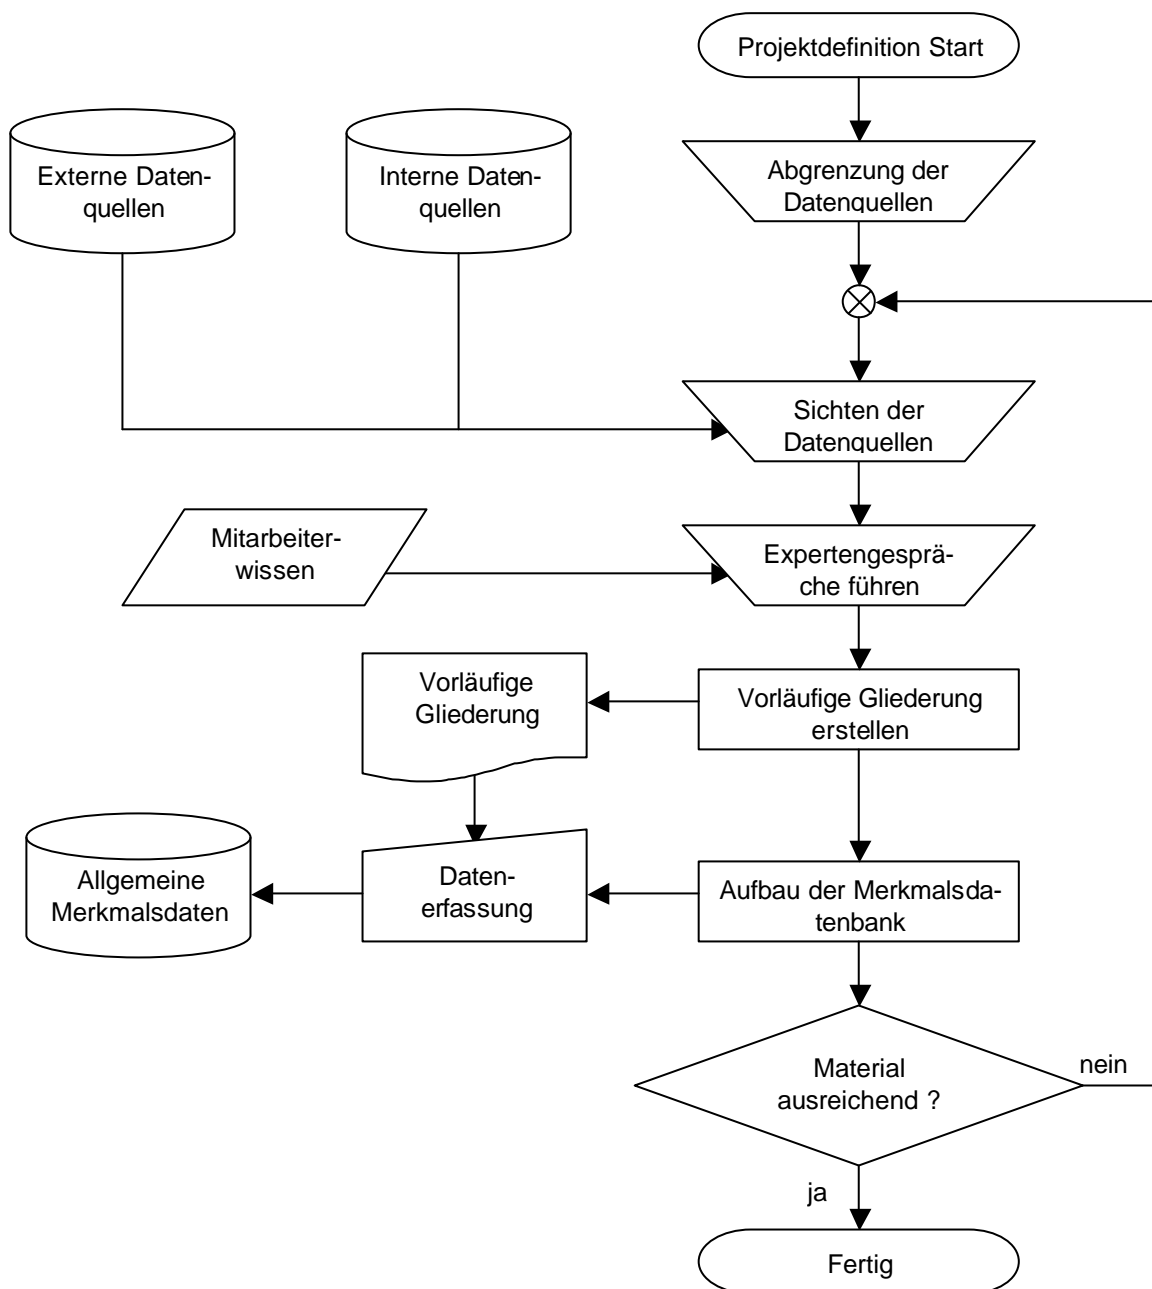 Projektdefinition Start
Externe Daten-
quellen
Interne Daten-
quellen
Abgrenzung der
Datenquellen
Sichten der
Datenquellen
Mitarbeiter-
wissen
Expertengesprä-
che führen
Vorläufige
Gliederung
Vorläufige Gliederung
erstellen
Allgemeine
Merkmalsdaten
Daten-
erfassung
Aufbau der Merkmalsda-
tenbank
Material
ausreichend ?
nein
ja
Fertig